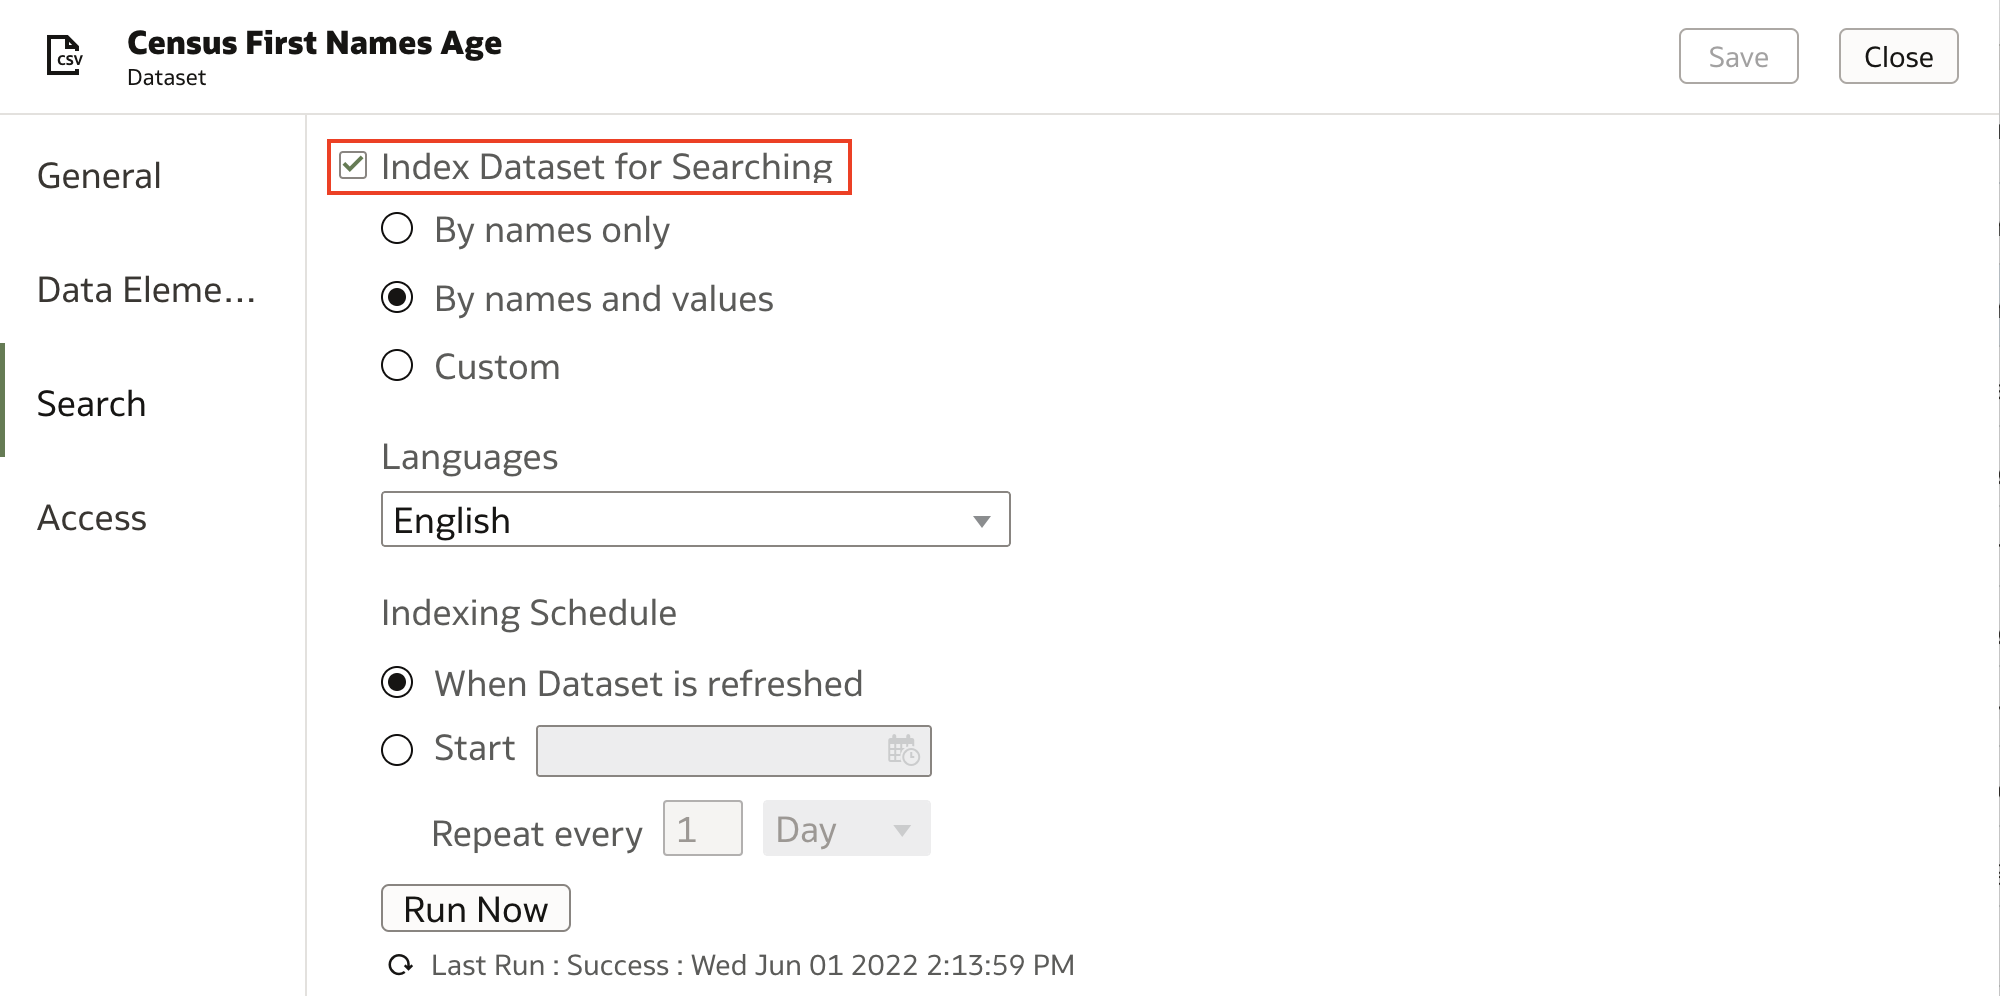 CSV
Census First Names Age
Dataset
Save
Close
General
Data Eleme...
Search
Access
Index Dataset for Searching
By names only
By names and values
Custom
Languages
English
Indexing Schedule
When Dataset is refreshed
Start
Repeat every 1 Day
Run Now
Last Run : Success : Wed Jun 01 2022 2:13:59 PM